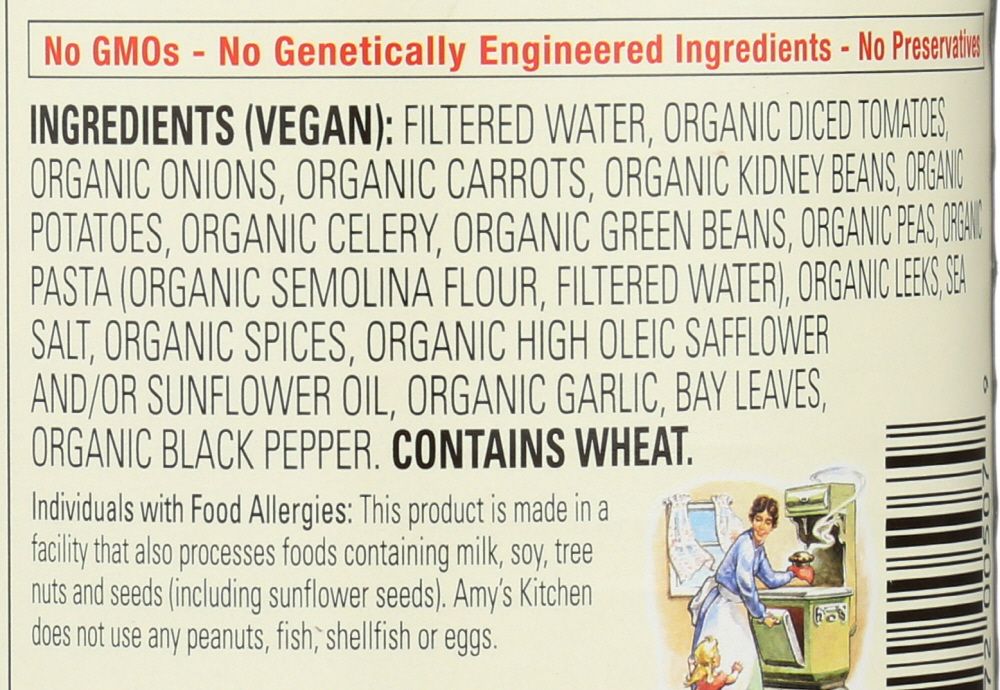 No GMOs - No Genetically Engineered Ingredients - No Preservatives
INGREDIENTS (VEGAN): FILTERED WATER, ORGANIC DICED TOMATOES,
ORGANIC ONIONS, ORGANIC CARROTS, ORGANIC KIDNEY BEANS, ORGANIC
POTATOES, ORGANIC CELERY, ORGANIC GREEN BEANS, ORGANIC PEAS, ORGANIC
PASTA (ORGANIC SEMOLINA FLOUR, FILTERED WATER), ORGANIC LEEKS, SEA
SALT, ORGANIC SPICES, ORGANIC HIGH OLEIC SAFFLOWER
AND/OR SUNFLOWER OIL, ORGANIC GARLIC, BAY LEAVES,
ORGANIC BLACK PEPPER. CONTAINS WHEAT.
Individuals with Food Allergies: This product is made in a
facility that also processes foods containing milk, soy, tree
nuts and seeds (including sunflower seeds). Amy's Kitchen
does not use any peanuts, fish, shellfish or eggs.